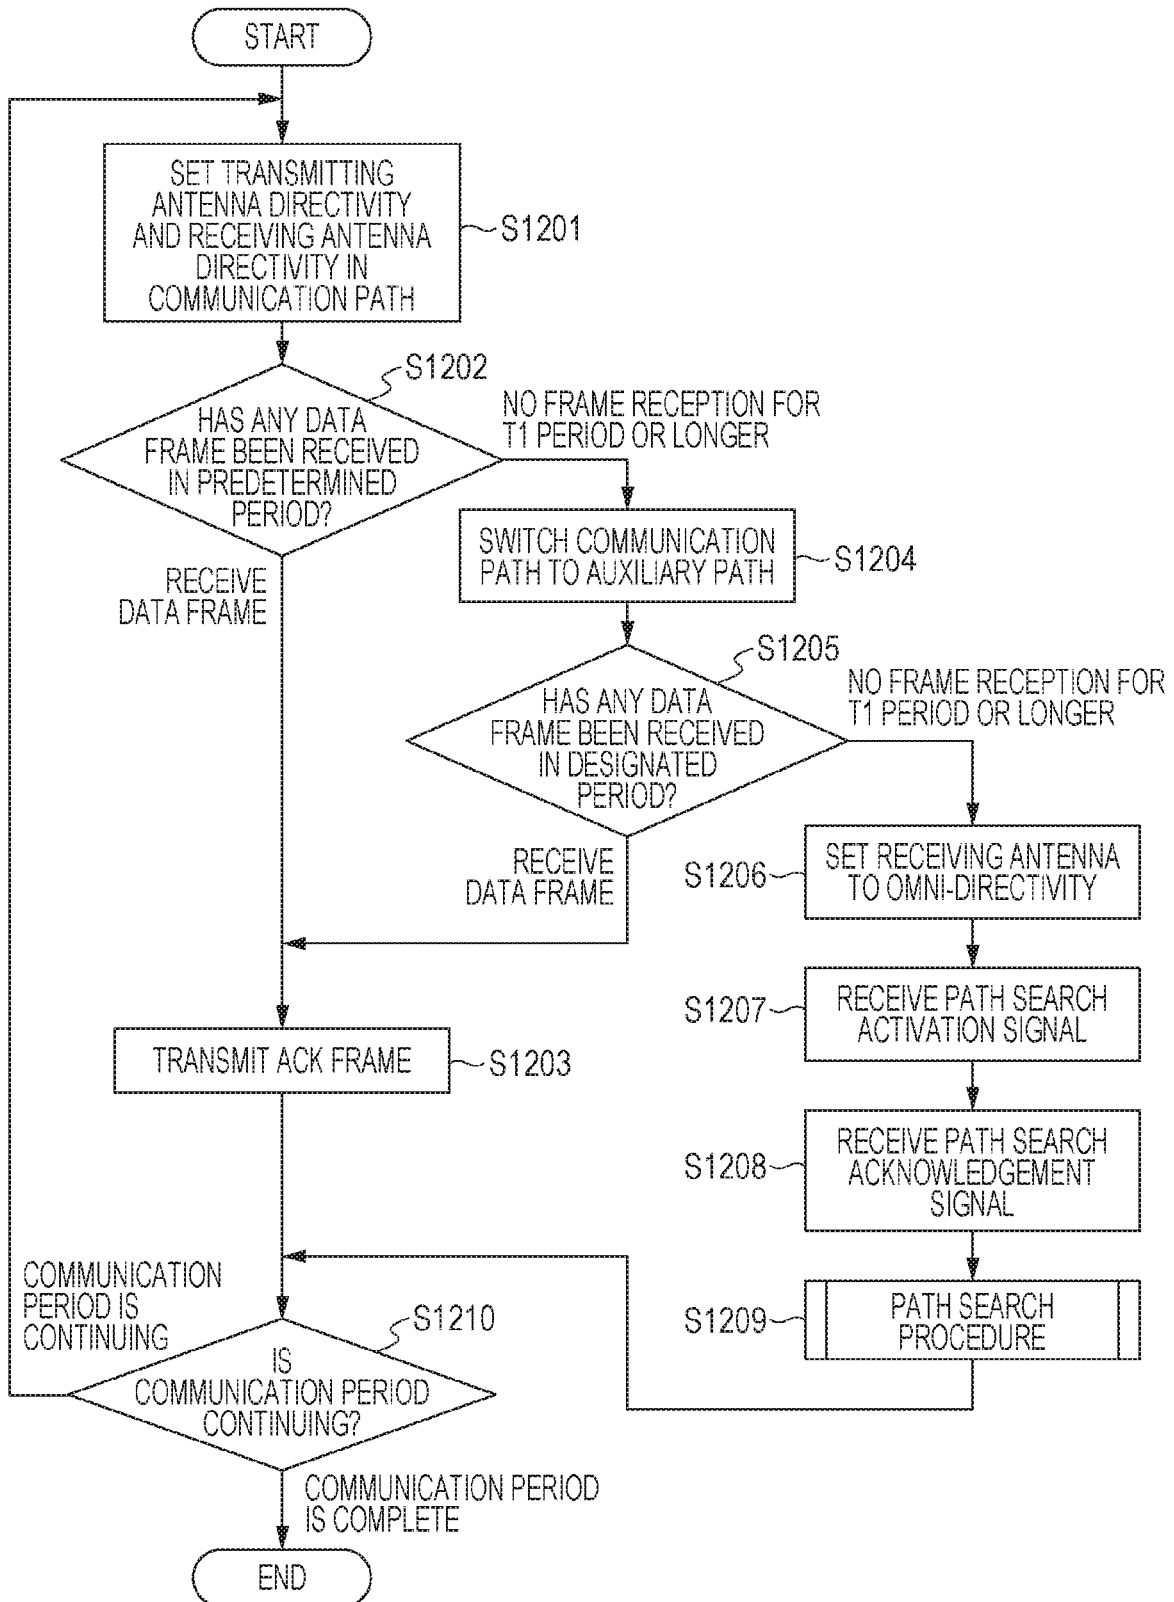 START
SET TRANSMITTING
ANTENNA DIRECTIVITY
AND RECEIVING ANTENNA
DIRECTIVITY IN
COMMUNICATION PATH
S1201
S1202
HAS ANY DATA
FRAME BEEN RECEIVED
IN PREDETERMINED
PERIOD?
NO FRAME RECEPTION FOR
T1 PERIOD OR LONGER
RECEIVE
DATA FRAME
SWITCH COMMUNICATION
PATH TO AUXILIARY PATH
S1204
S1205
HAS ANY DATA
FRAME BEEN RECEIVED
IN DESIGNATED
PERIOD?
NO FRAME RECEPTION FOR
T1 PERIOD OR LONGER
RECEIVE
DATA FRAME
S1206
SET RECEIVING ANTENNA
TO OMNI-DIRECTIVITY
S1207
RECEIVE PATH SEARCH
ACTIVATION SIGNAL
TRANSMIT ACK FRAME
S1203
S1208
RECEIVE PATH SEARCH
ACKNOWLEDGEMENT
SIGNAL
S1209
PATH SEARCH
PROCEDURE
COMMUNICATION
PERIOD IS
CONTINUING
S1210
IS
COMMUNICATION PERIOD
CONTINUING?
COMMUNICATION PERIOD
IS COMPLETE
END